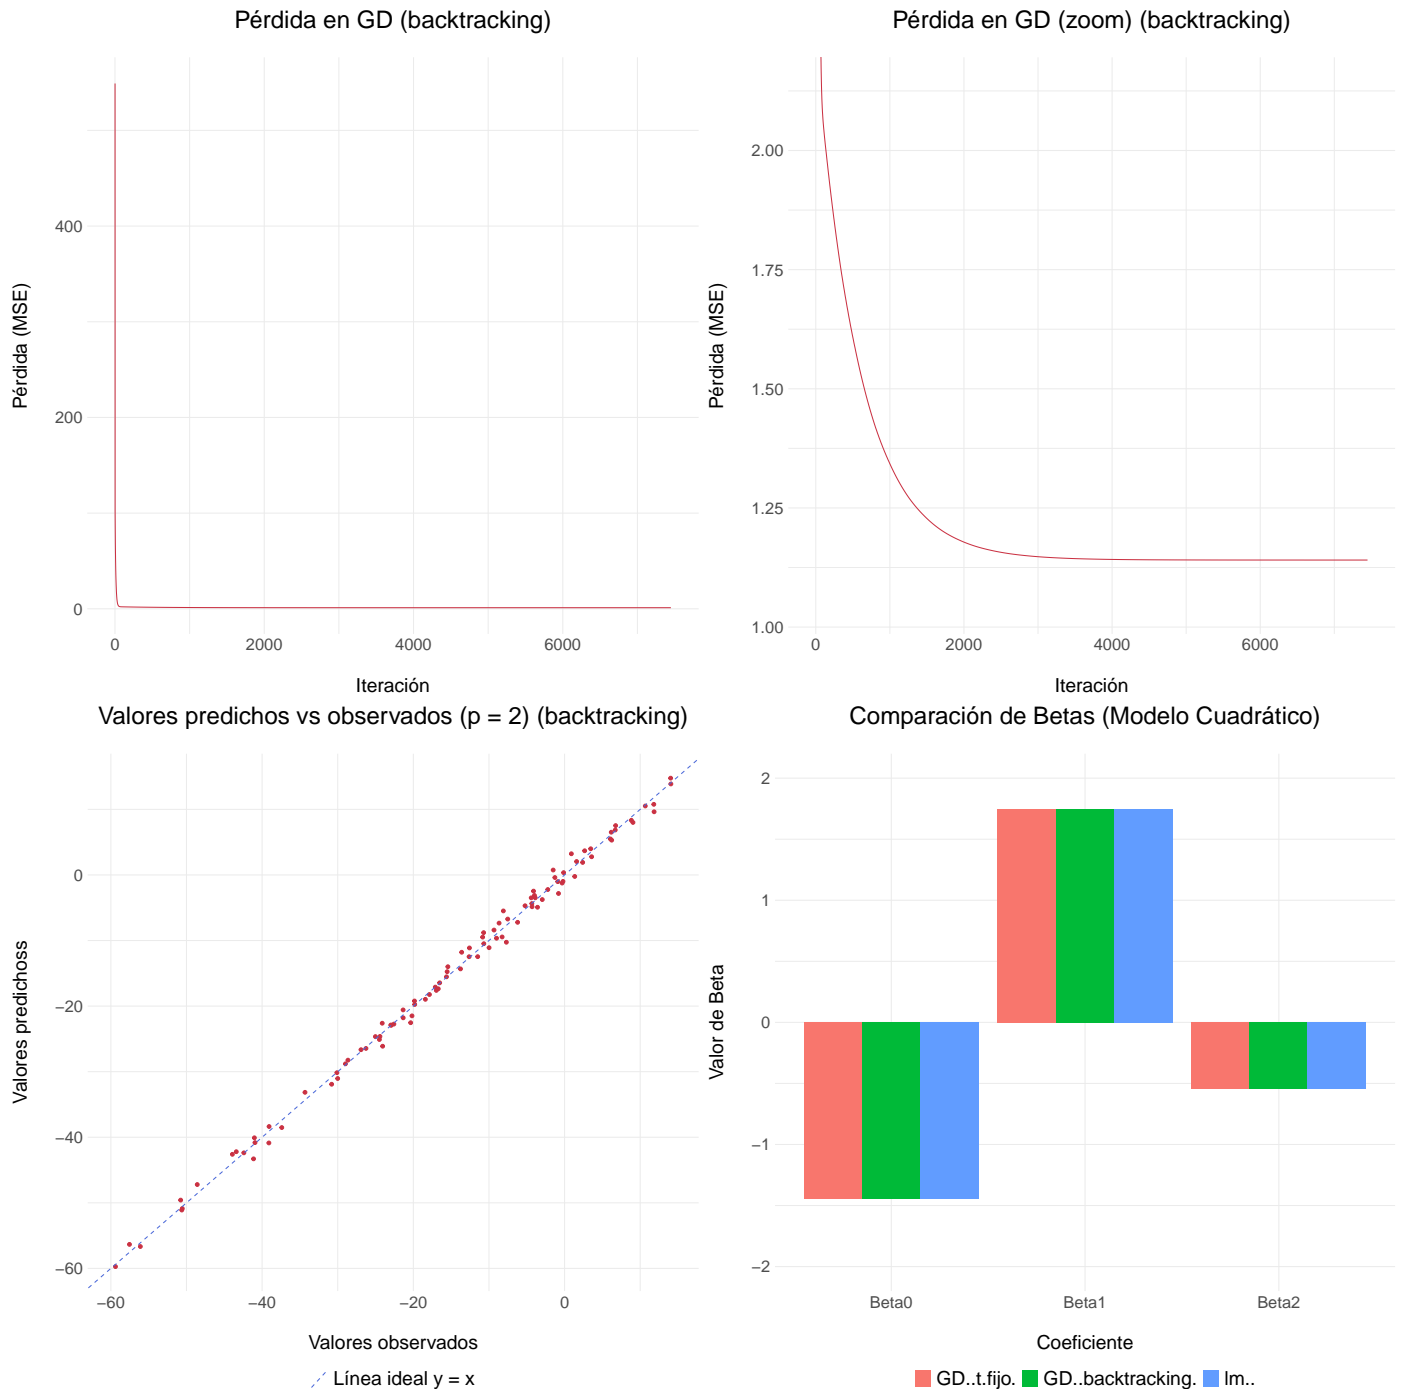 Pérdida en GD (backtracking)
Pérdida (MSE)
400
200
0
0 2000 4000 6000
Iteración
Pérdida en GD (zoom) (backtracking)
Pérdida (MSE)
2.00
1.75
1.50
1.25
1.00
0 2000 4000 6000
Iteración
Valores predichos vs observados (p = 2) (backtracking)
Valores predichoss
0
−20
−40
−60
−60 −40 −20 0
Valores observados
Línea ideal y = x
Comparación de Betas (Modelo Cuadrático)
Valor de Beta
2
1
0
−1
−2
Beta0 Beta1 Beta2
Coeficiente
GD..t.fijo. GD..backtracking. lm..